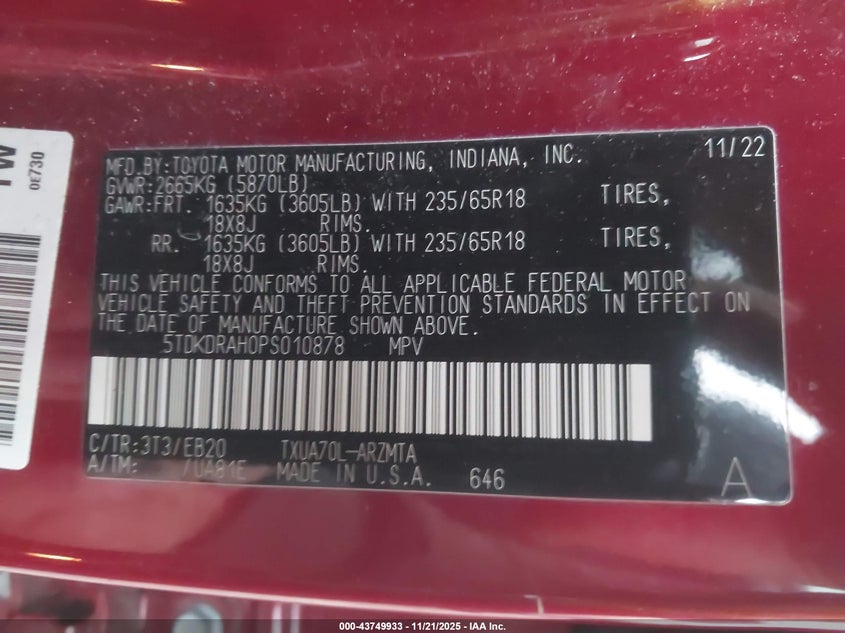 TW
0E730
MFD.BY:TOYOTA MOTOR MANUFACTURING, INDIANA, INC. 11/22
GVWR:2665KG (5870LB)
GAWR:FRT. 1635KG (3605LB) WITH 235/65R18 TIRES,
18X8J RIMS.
RR. 1635KG (3605LB) WITH 235/65R18 TIRES,
18X8J RIMS.
THIS VEHICLE CONFORMS TO ALL APPLICABLE FEDERAL MOTOR
VEHICLE SAFETY AND THEFT PREVENTION STANDARDS IN EFFECT ON
THE DATE OF MANUFACTURE SHOWN ABOVE.
5TDKDRAH0PS010878 MPV
C/TR:3T3/EB20 TXUA70L-ARZMTA
A/TM: /UA81E MADE IN U.S.A. 646
A
000-43749933 - 11/21/2025 - IAA Inc.